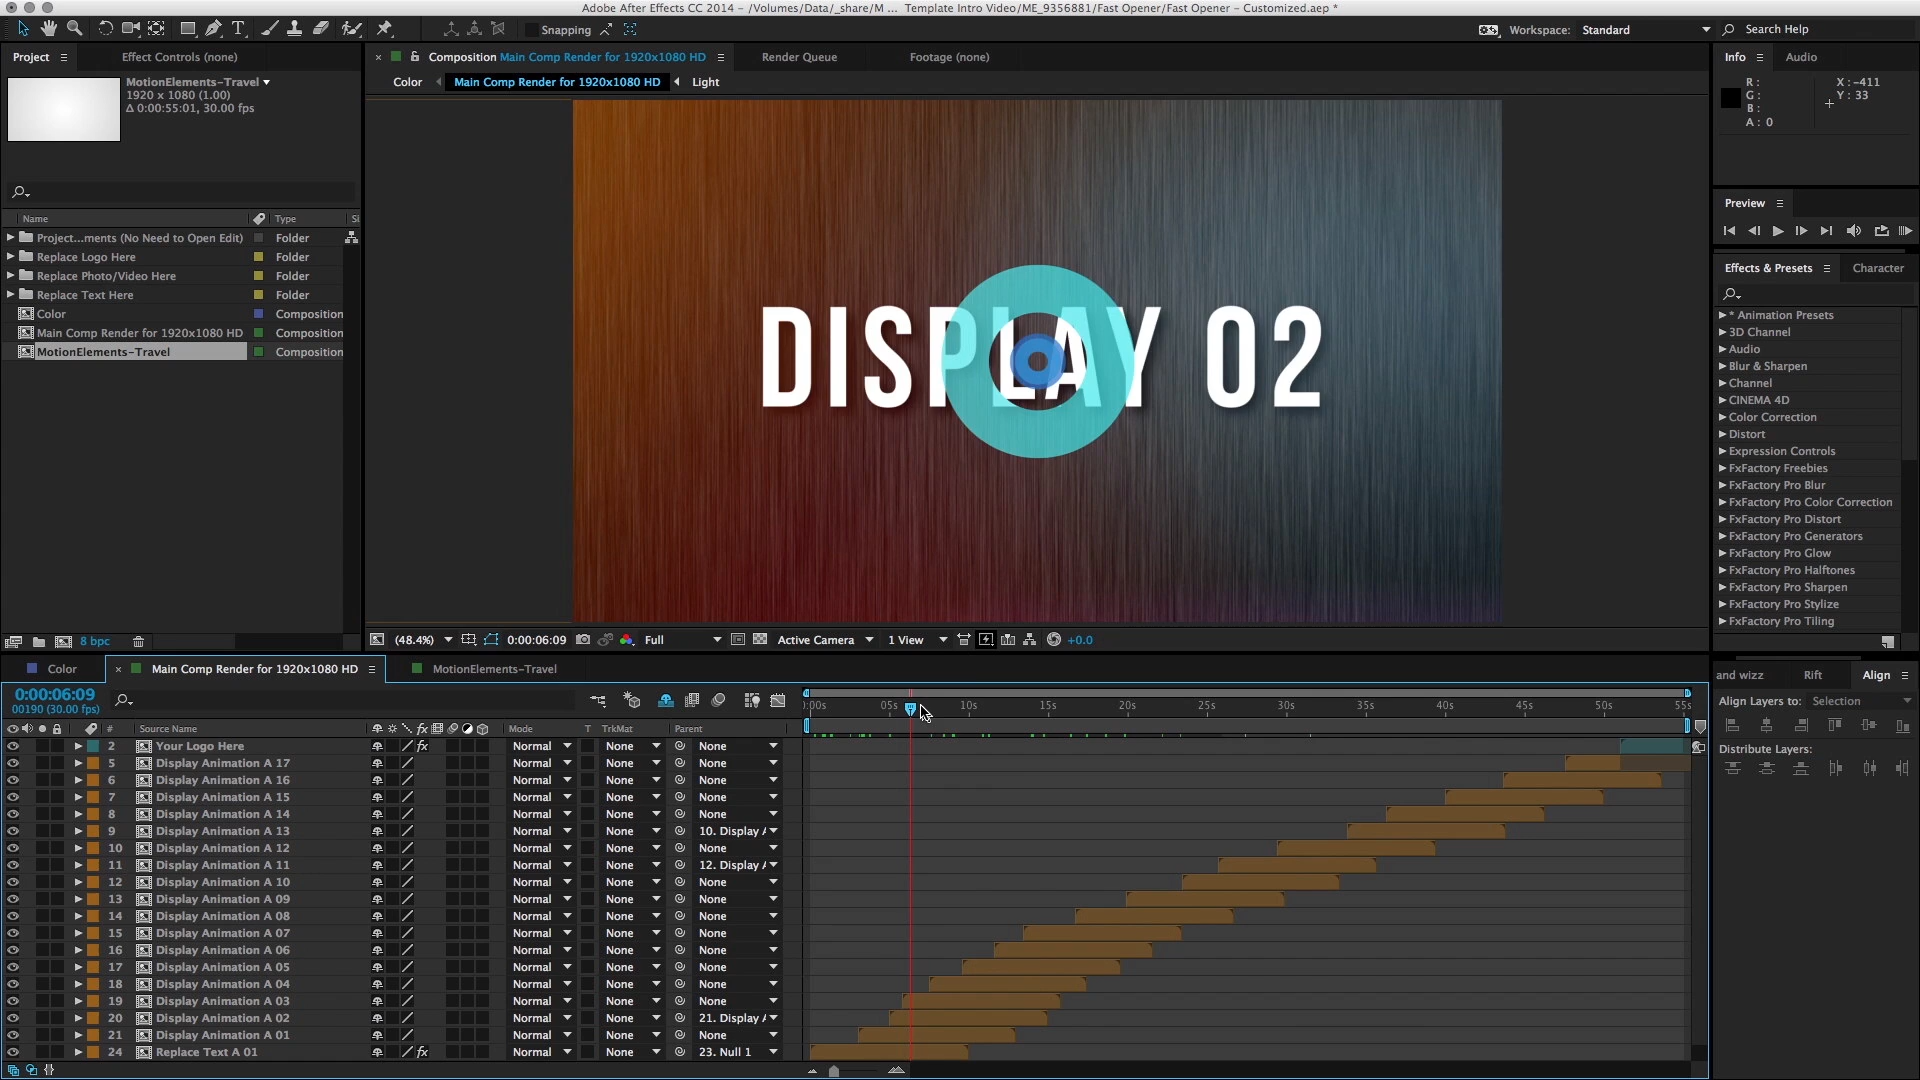 Adobe After Effects CC 2014 – /Volumes/Data/_share/M ... Template Intro Video/ME_9356881/Fast Opener/Fast Opener – Customized.aep *
Snapping
Workspace: Standard
Search Help
Project
Effect Controls (none)
MotionElements–Travel
1920 x 1080 (1.00)
Δ 0:00:55:01, 30.00 fps
Name Type Si
Project...ments (No Need to Open Edit) Folder
Replace Logo Here Folder
Replace Photo/Video Here Folder
Replace Text Here Folder
Color Composition
Main Comp Render for 1920x1080 HD Composition
MotionElements–Travel Composition
8 bpc
Composition Main Comp Render for 1920x1080 HD
Render Queue
Footage (none)
Color
Main Comp Render for 1920x1080 HD
Light
DISPLAY 02
(48.4%) 0:00:06:09 Full Active Camera 1 View +0.0
Info Audio
R :
G :
B :
A : 0
X : –411
Y : 33
Preview
Effects & Presets Character
* Animation Presets
3D Channel
Audio
Blur & Sharpen
Channel
CINEMA 4D
Color Correction
Distort
Expression Controls
FxFactory Freebies
FxFactory Pro Blur
FxFactory Pro Color Correction
FxFactory Pro Distort
FxFactory Pro Generators
FxFactory Pro Glow
FxFactory Pro Halftones
FxFactory Pro Sharpen
FxFactory Pro Stylize
FxFactory Pro Tiling
and wizz Rift Align
Align Layers to: Selection
Distribute Layers:
Color
Main Comp Render for 1920x1080 HD
MotionElements–Travel
0:00:06:09
00190 (30.00 fps)
):00s 05s 10s 15s 20s 25s 30s 35s 40s 45s 50s 55s
# Source Name fx Mode T TrkMat Parent
2 Your Logo Here fx Normal None None
5 Display Animation A 17 Normal None None
6 Display Animation A 16 Normal None None
7 Display Animation A 15 Normal None None
8 Display Animation A 14 Normal None None
9 Display Animation A 13 Normal None 10. Display A
10 Display Animation A 12 Normal None None
11 Display Animation A 11 Normal None 12. Display A
12 Display Animation A 10 Normal None None
13 Display Animation A 09 Normal None None
14 Display Animation A 08 Normal None None
15 Display Animation A 07 Normal None None
16 Display Animation A 06 Normal None None
17 Display Animation A 05 Normal None None
18 Display Animation A 04 Normal None None
19 Display Animation A 03 Normal None None
20 Display Animation A 02 Normal None 21. Display A
21 Display Animation A 01 Normal None None
24 Replace Text A 01 fx Normal None 23. Null 1